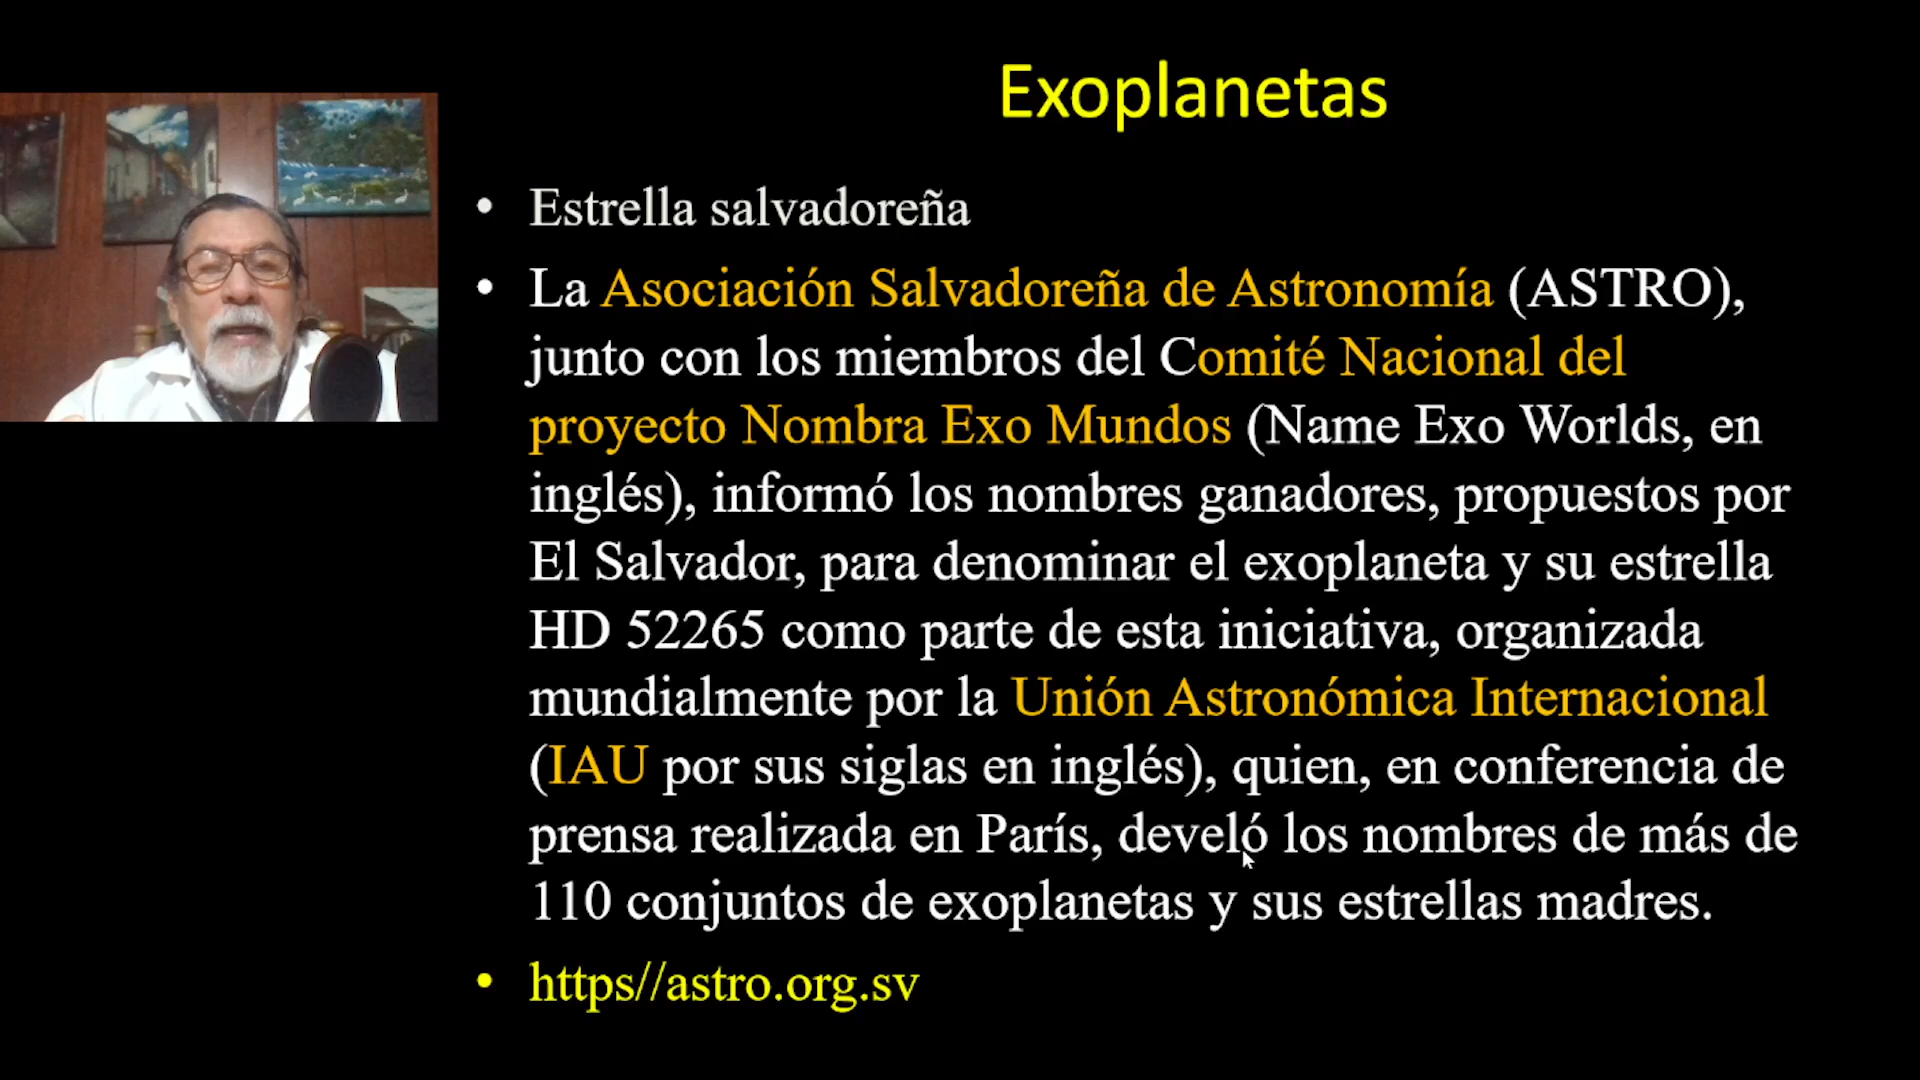 Exoplanetas
• Estrella salvadoreña
• La Asociación Salvadoreña de Astronomía (ASTRO),
junto con los miembros del Comité Nacional del
proyecto Nombra Exo Mundos (Name Exo Worlds, en
inglés), informó los nombres ganadores, propuestos por
El Salvador, para denominar el exoplaneta y su estrella
HD 52265 como parte de esta iniciativa, organizada
mundialmente por la Unión Astronómica Internacional
(IAU por sus siglas en inglés), quien, en conferencia de
prensa realizada en París, develó los nombres de más de
110 conjuntos de exoplanetas y sus estrellas madres.
• https//astro.org.sv